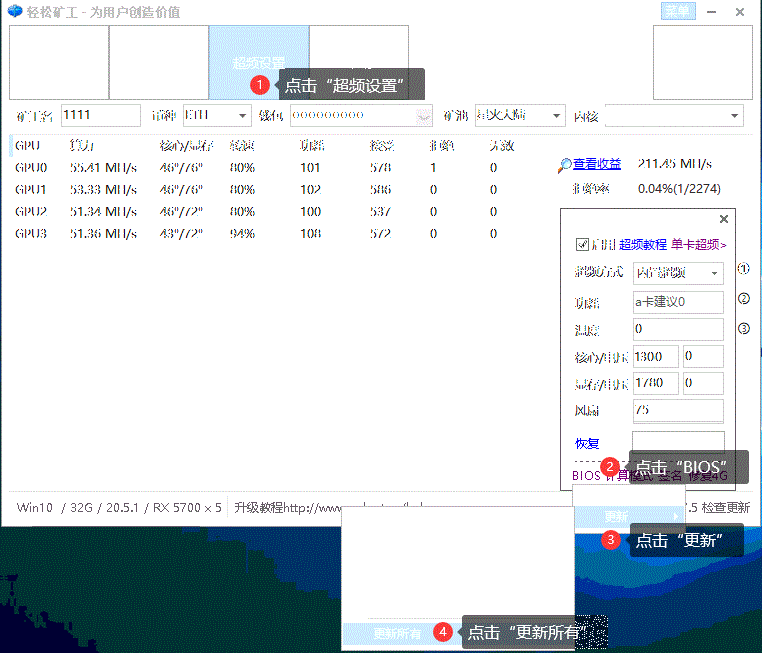 轻松矿工 - 为用户创造价值
菜单
超频设置
1 点击“超频设置”
矿工名 1111 币种 ETH 钱包 ooooooooo 矿池 星火大陆 内核
GPU 算力 核心/显存 转速 功耗 接受 拒绝 无效
GPU0 55.41 MH/s 46°/76° 80% 101 578 1 0
GPU1 53.33 MH/s 46°/76° 80% 102 586 0 0
GPU2 51.34 MH/s 46°/72° 80% 100 537 0 0
GPU3 51.36 MH/s 43°/72° 94% 108 572 0 0
查看收益 211.45 MH/s
拒绝率 0.04%(1/2274)
启用 超频教程 单卡超频>
超频方式 内置超频 ①
功耗 a卡建议0 ②
温度 0 ③
核心/电压 1300 0
显存/电压 1780 0
风扇 75
恢复
2 点击“BIOS”
BIOS 计算模式 签名 修复4G
Win10 / 32G / 20.5.1 / RX 5700 × 5 升级教程http://www. 7.5 检查更新
更新
3 点击“更新”
更新所有
4 点击“更新所有”